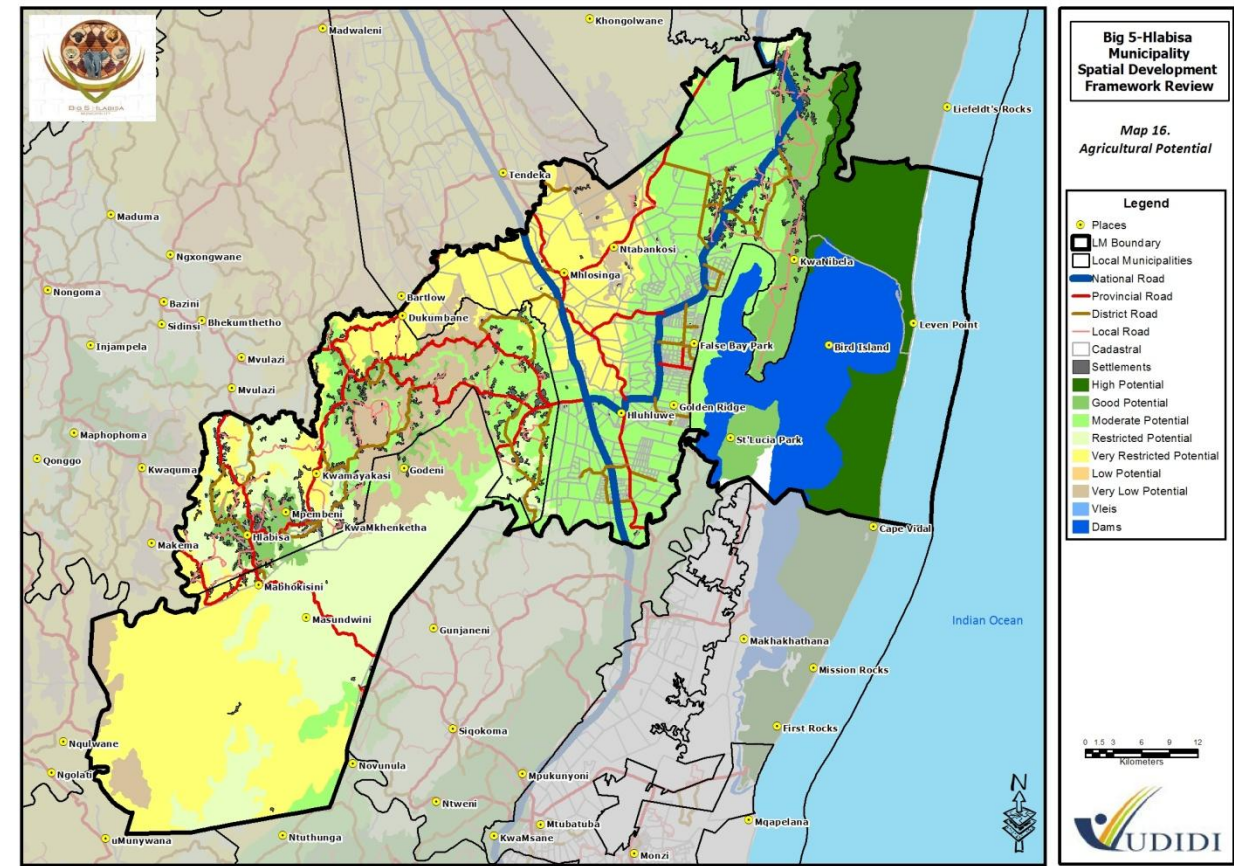 Big 5-Hlabisa
Municipality
Spatial Development
Framework Review
Map 16.
Agricultural Potential
Legend
Places
LM Boundary
Local Municipalities
National Road
Provincial Road
District Road
Local Road
Cadastral
Settlements
High Potential
Good Potential
Moderate Potential
Restricted Potential
Very Restricted Potential
Low Potential
Very Low Potential
Vleis
Dams
0 1.5 3 6 9 12
Kilometers
VUDIDI
N
BIG 5 - HLABISA
Khongolwane
Madwaleni
Liefeldt's Rocks
Tendeka
Maduma
Ntabankosi
Ngxongwane
KwaNibela
Mhlosinga
Nongoma
Bazini
Bartlow
Sidinsi
Bhekumthetho
Dukumbane
Leven Point
Injampela
False Bay Park
Bird Island
Mvulazi
Mvulazi
Golden Ridge
Hluhluwe
Maphophoma
St'Lucia Park
Qonggo
Kwaquma
Kwamayakasi
Godeni
Mpembeni
KwaMkhenketha
Cape Vidal
Hlabisa
Makema
Mabhokisini
Masundwini
Gunjaneni
Indian Ocean
Makhakhathana
Mission Rocks
Siqokoma
First Rocks
Nqulwane
Ngolati
Novunula
Mpukunyoni
Ntweni
Mqapelana
uMunywana
Ntuthunga
KwaMsane
Mtubatuba
Monzi